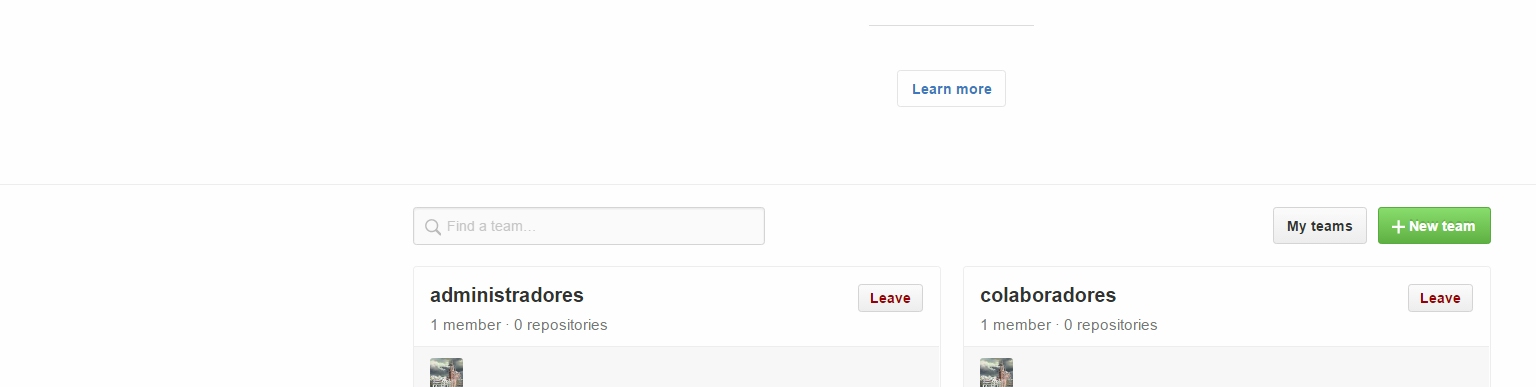 Learn more
Find a team...
My teams
New team
administradores
Leave
1 member · 0 repositories
colaboradores
Leave
1 member · 0 repositories